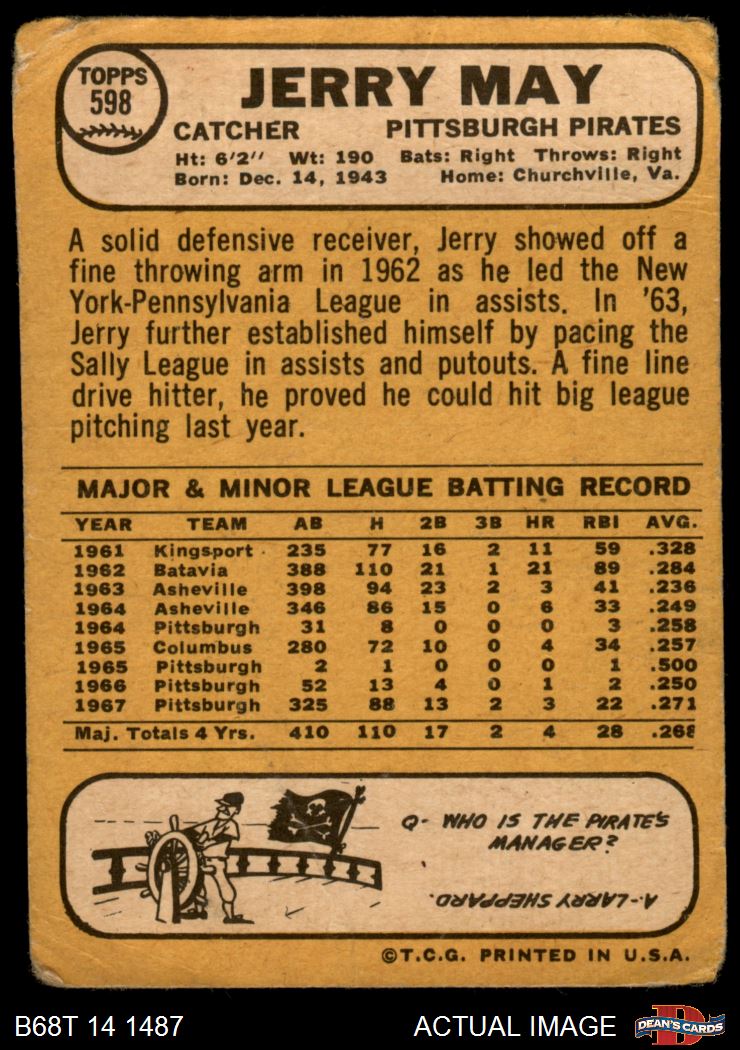 TOPPS
598
JERRY MAY
CATCHER PITTSBURGH PIRATES
Ht: 6'2" Wt: 190 Bats: Right Throws: Right
Born: Dec. 14, 1943 Home: Churchville, Va.
A solid defensive receiver, Jerry showed off a
fine throwing arm in 1962 as he led the New
York-Pennsylvania League in assists. In '63,
Jerry further established himself by pacing the
Sally League in assists and putouts. A fine line
drive hitter, he proved he could hit big league
pitching last year.
MAJOR & MINOR LEAGUE BATTING RECORD
YEAR TEAM AB H 2B 3B HR RBI AVG.
1961 Kingsport 235 77 16 2 11 59 .328
1962 Batavia 388 110 21 1 21 89 .284
1963 Asheville 398 94 23 2 3 41 .236
1964 Asheville 346 86 15 0 6 33 .249
1964 Pittsburgh 31 8 0 0 0 3 .258
1965 Columbus 280 72 10 0 4 34 .257
1965 Pittsburgh 2 1 0 0 0 1 .500
1966 Pittsburgh 52 13 4 0 1 2 .250
1967 Pittsburgh 325 88 13 2 3 22 .271
Maj. Totals 4 Yrs. 410 110 17 2 4 28 .268
Q- WHO IS THE PIRATE'S
MANAGER?
A-LARRY SHEPPARD.
©T.C.G. PRINTED IN U.S.A.
B68T 14 1487 ACTUAL IMAGE
D
DEAN'S CARDS